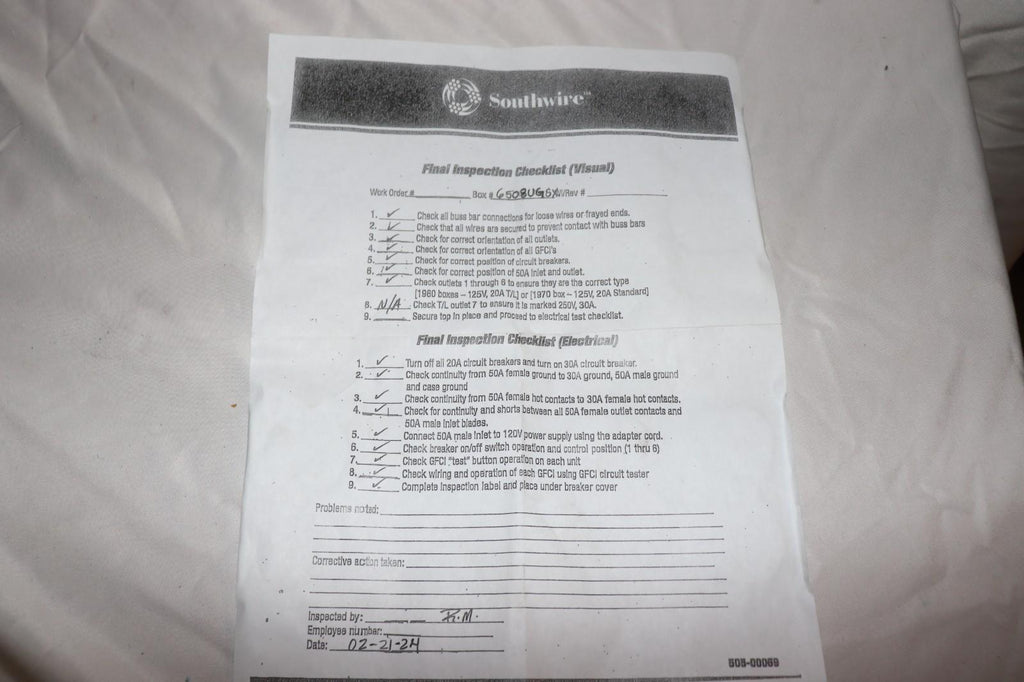 Southwire™
Final Inspection Checklist (Visual)
Work Order # Box # 6508UGSX W/Rev #
1. ✓ Check all buss bar connections for loose wires or frayed ends.
2. ✓ Check that all wires are secured to prevent contact with buss bars
3. ✓ Check for correct orientation of all outlets.
4. ✓ Check for correct orientation of all GFCI's
5. ✓ Check for correct position of circuit breakers.
6. ✓ Check for correct position of 50A inlet and outlet.
7. ✓ Check outlets 1 through 6 to ensure they are the correct type
[1980 boxes – 125V, 20A T/L] or [1970 box – 125V, 20A Standard]
8. N/A Check T/L outlet 7 to ensure it is marked 250V, 30A.
9. Secure top in place and proceed to electrical test checklist.
Final Inspection Checklist (Electrical)
1. ✓ Turn off all 20A circuit breakers and turn on 30A circuit breaker.
2. ✓ Check continuity from 50A female ground to 30A ground, 50A male ground
and case ground
3. ✓ Check continuity from 50A female hot contacts to 30A female hot contacts.
4. ✓ Check for continuity and shorts between all 50A female outlet contacts and
50A male inlet blades.
5. ✓ Connect 50A male inlet to 120V power supply using the adapter cord.
6. ✓ Check breaker on/off switch operation and control position (1 thru 6)
7. ✓ Check GFCI "test" button operation on each unit
8. ✓ Check wiring and operation of each GFCI using GFCI circuit tester
9. ✓ Complete inspection label and place under breaker cover
Problems noted:
Corrective action taken:
Inspected by: R.M.
Employee number:
Date: 02-21-24
505-00069